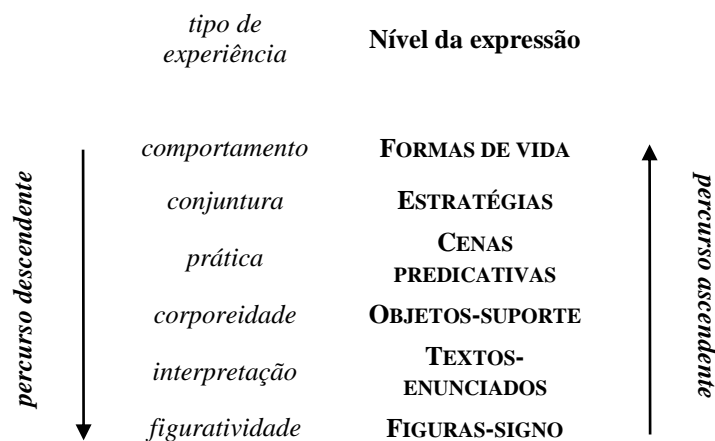 tipo de
experiência
Nível da expressão
percurso descendente
comportamento FORMAS DE VIDA
conjuntura ESTRATÉGIAS
prática CENAS
PREDICATIVAS
corporeidade OBJETOS-SUPORTE
interpretação TEXTOS-
ENUNCIADOS
figuratividade FIGURAS-SIGNO
percurso ascendente